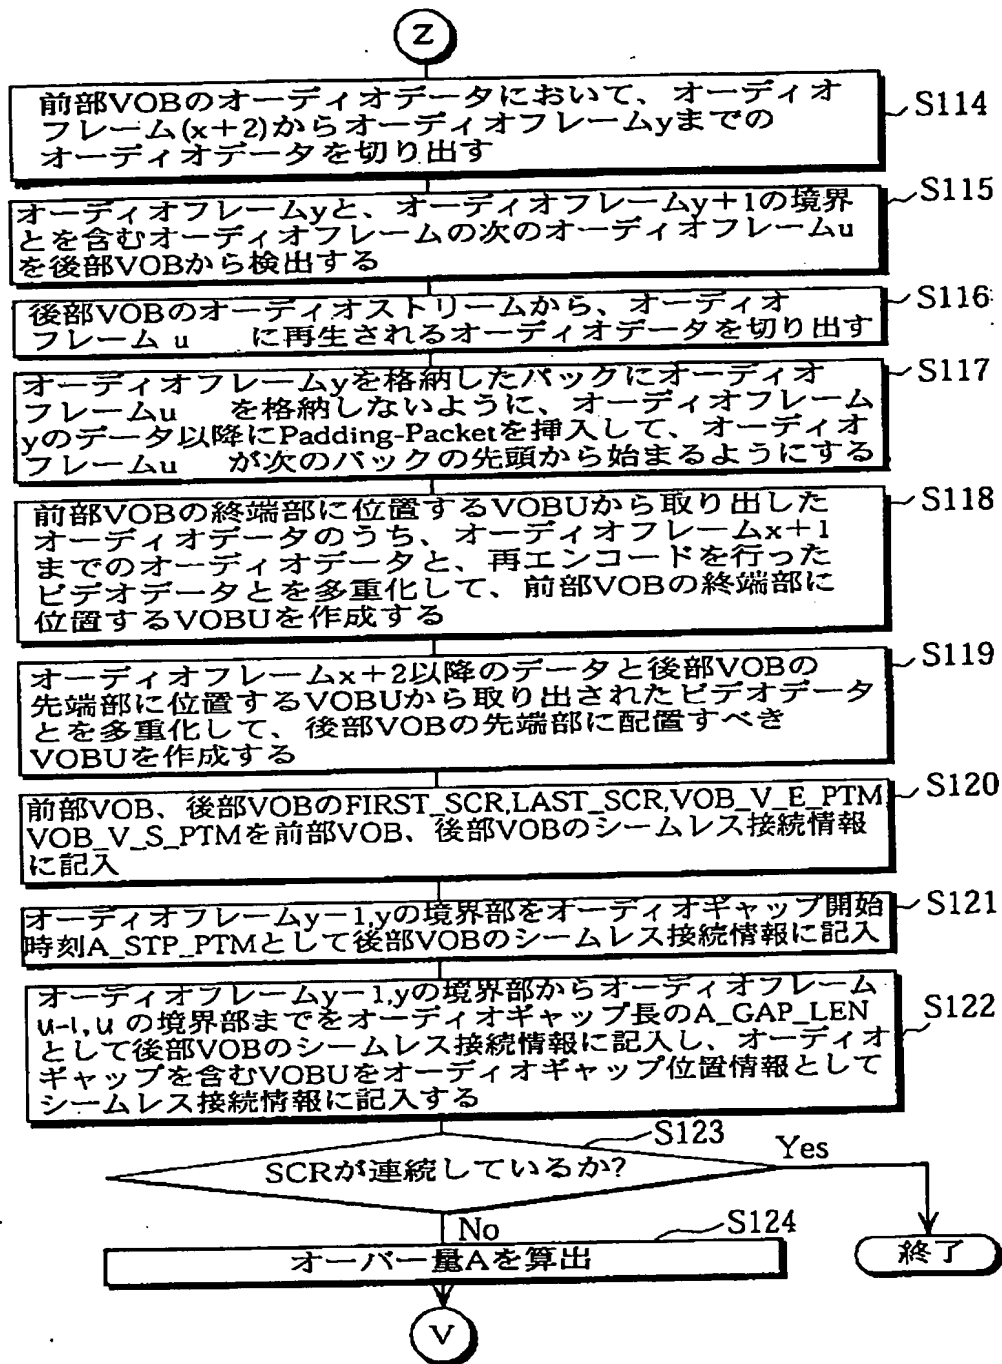 Z
前部VOBのオーディオデータにおいて、オーディオ
フレーム(x+2)からオーディオフレームyまでの
オーディオデータを切り出す
S114
オーディオフレームyと、オーディオフレームy+1の境界
とを含むオーディオフレームの次のオーディオフレームu
を後部VOBから検出する
S115
後部VOBのオーディオストリームから、オーディオ
フレーム u に再生されるオーディオデータを切り出す
S116
オーディオフレームyを格納したパックにオーディオ
フレームu を格納しないように、オーディオフレーム
yのデータ以降にPadding-Packetを挿入して、オーディオ
フレームu が次のパックの先頭から始まるようにする
S117
前部VOBの終端部に位置するVOBUから取り出した
オーディオデータのうち、オーディオフレームx+1
までのオーディオデータと、再エンコードを行った
ビデオデータとを多重化して、前部VOBの終端部に
位置するVOBUを作成する
S118
オーディオフレームx+2以降のデータと後部VOBの
先端部に位置するVOBUから取り出されたビデオデータ
とを多重化して、後部VOBの先端部に配置すべき
VOBUを作成する
S119
前部VOB、後部VOBのFIRST_SCR,LAST_SCR,VOB_V_E_PTM
VOB_V_S_PTMを前部VOB、後部VOBのシームレス接続情報
に記入
S120
オーディオフレームy-1,yの境界部をオーディオギャップ開始
時刻A_STP_PTMとして後部VOBのシームレス接続情報に記入
S121
オーディオフレームy-1,yの境界部からオーディオフレーム
u-1,u の境界部までをオーディオギャップ長のA_GAP_LEN
として後部VOBのシームレス接続情報に記入し、オーディオ
ギャップを含むVOBUをオーディオギャップ位置情報として
シームレス接続情報に記入する
S122
SCRが連続しているか?
S123
Yes
No
オーバー量Aを算出
S124
終了
V